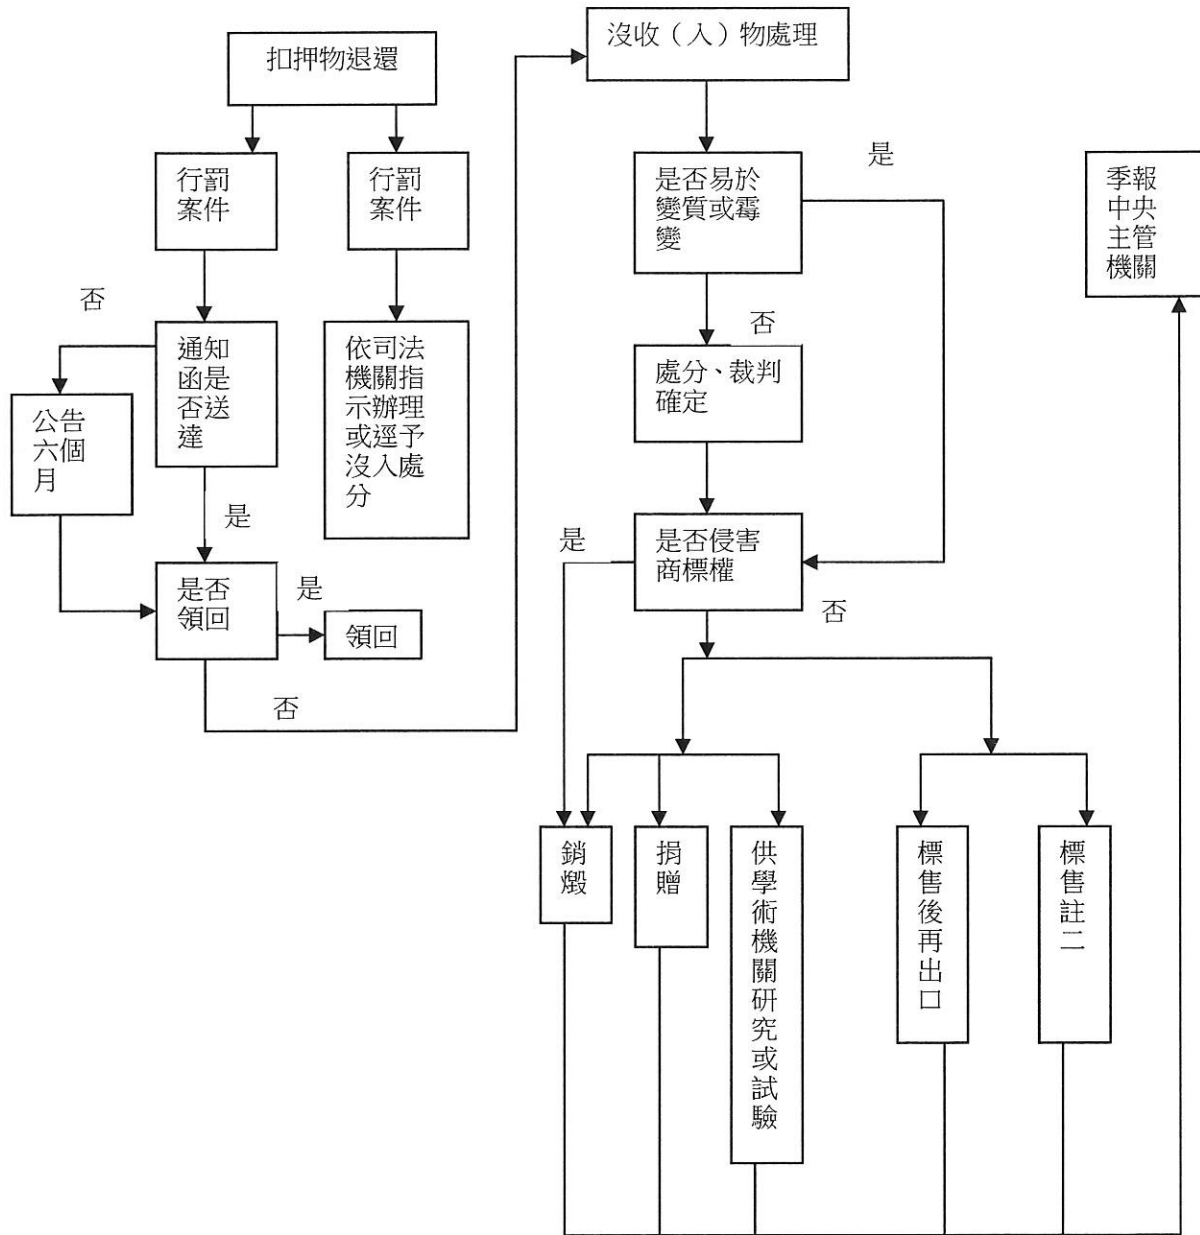 扣押物退還
行罰
案件
行罰
案件
否
通知
函是
否送
達
依司法
機關指
示辦理
或逕予
沒入處
分
公告
六個
月
是
是否
領回
是
領回
否
沒收（入）物處理
是否易於
變質或霉
變
是
否
處分、裁判
確定
是
是否侵害
商標權
否
銷燬
捐贈
供學術機關研究或試驗
標售後再出口
標售註二
季報
中央
主管
機關